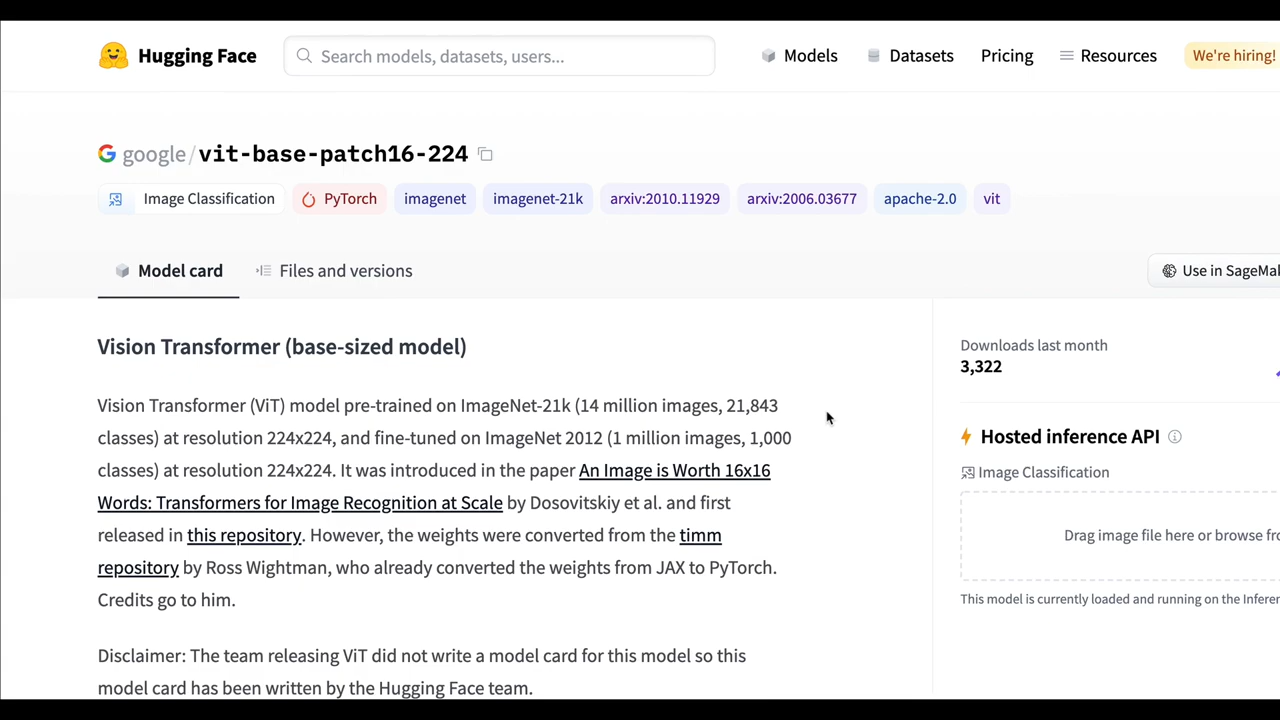 Hugging Face
Search models, datasets, users...
Models
Datasets
Pricing
Resources
We're hiring!
google/vit-base-patch16-224
Image Classification
PyTorch
imagenet
imagenet-21k
arxiv:2010.11929
arxiv:2006.03677
apache-2.0
vit
Model card
Files and versions
Use in SageMak
Vision Transformer (base-sized model)
Vision Transformer (ViT) model pre-trained on ImageNet-21k (14 million images, 21,843
classes) at resolution 224x224, and fine-tuned on ImageNet 2012 (1 million images, 1,000
classes) at resolution 224x224. It was introduced in the paper An Image is Worth 16x16
Words: Transformers for Image Recognition at Scale by Dosovitskiy et al. and first
released in this repository. However, the weights were converted from the timm
repository by Ross Wightman, who already converted the weights from JAX to PyTorch.
Credits go to him.
Disclaimer: The team releasing ViT did not write a model card for this model so this
model card has been written by the Hugging Face team.
Downloads last month
3,322
Hosted inference API
Image Classification
Drag image file here or browse fro
This model is currently loaded and running on the Inferen